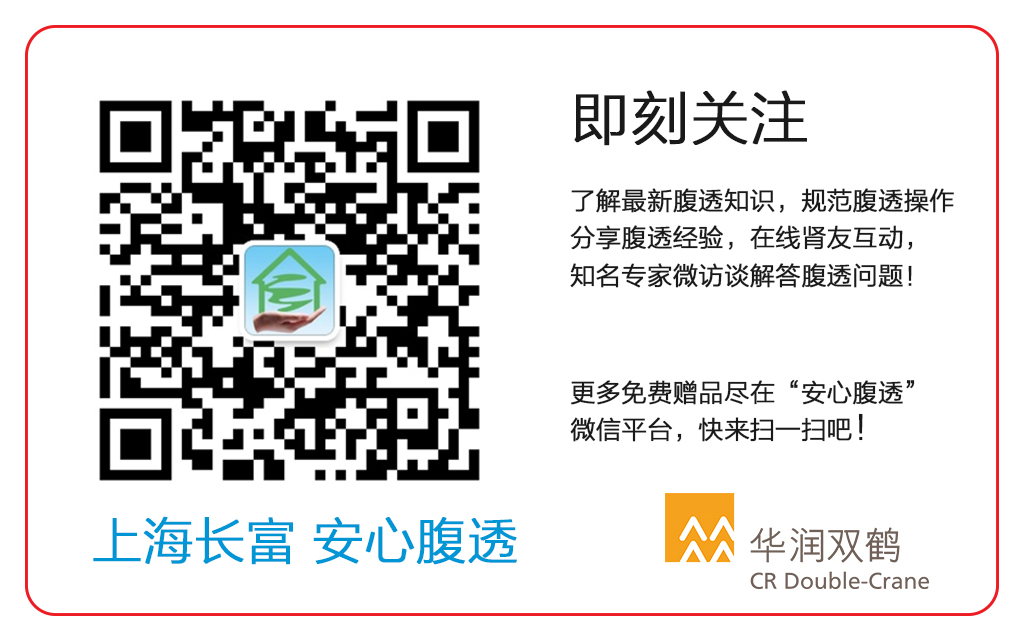 即刻关注
了解最新腹透知识，规范腹透操作
分享腹透经验，在线肾友互动，
知名专家微访谈解答腹透问题！
更多免费赠品尽在“安心腹透”
微信平台，快来扫一扫吧！
上海长富 安心腹透
华润双鹤
CR Double-Crane